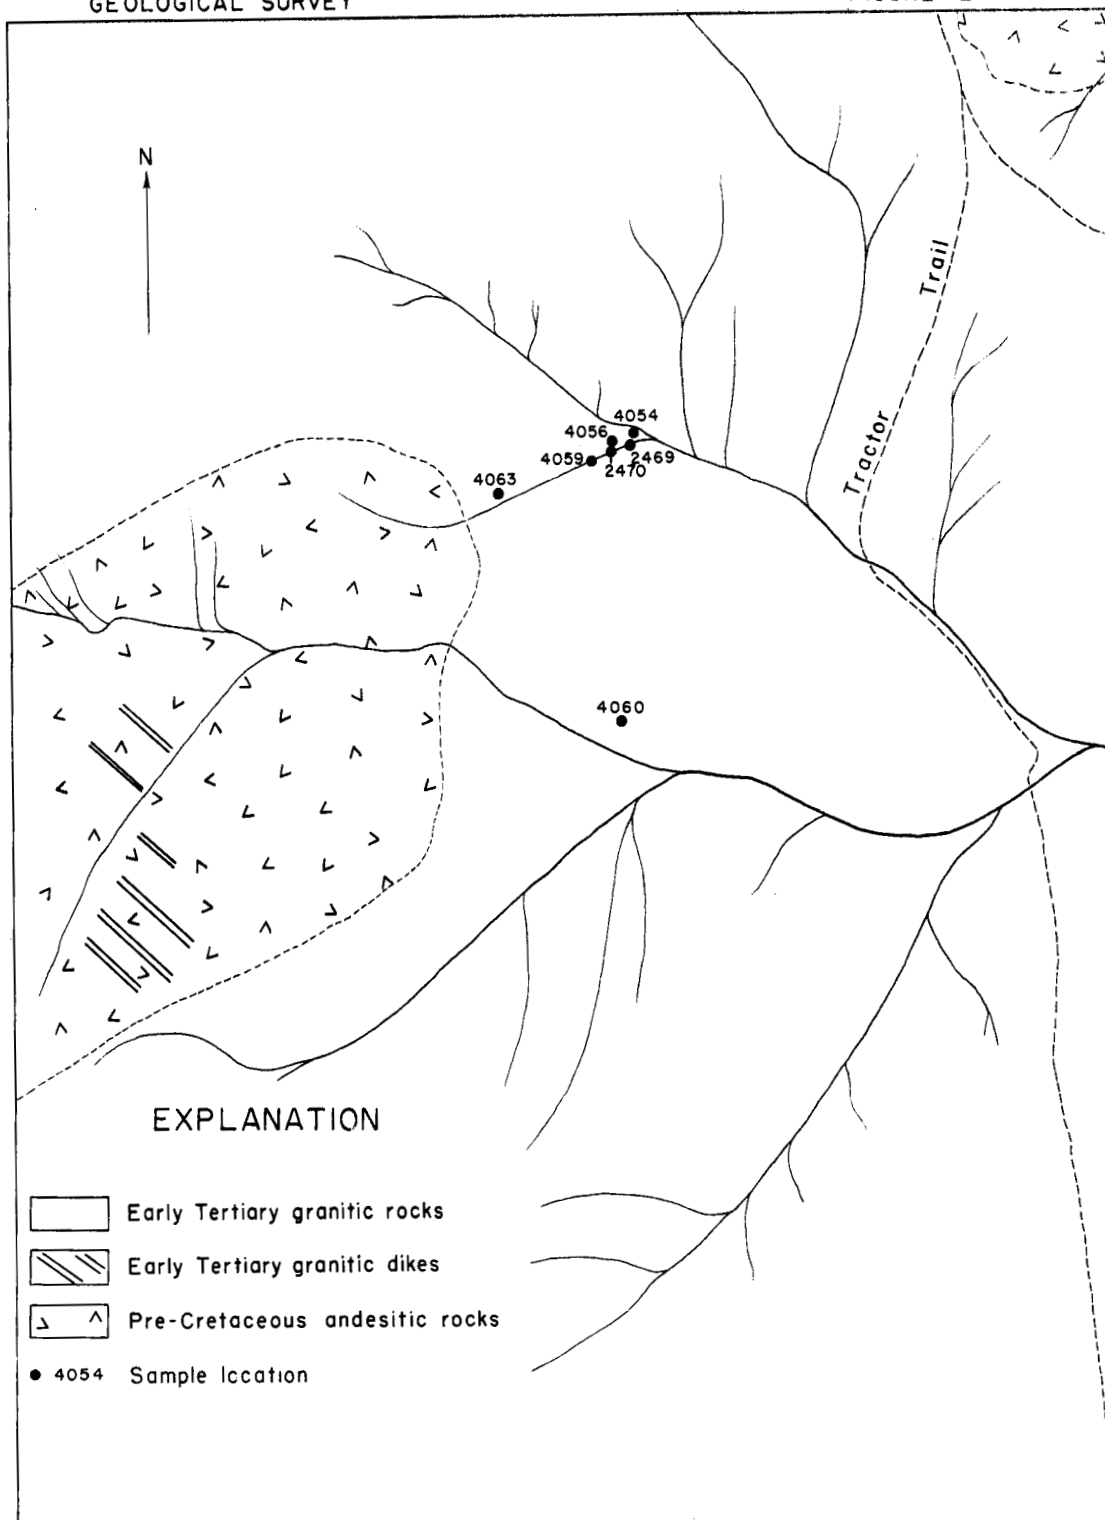 GEOLOGICAL SURVEY
N
Trail
Tractor
4054
4056
4059
2469
2470
4063
4060
EXPLANATION
Early Tertiary granitic rocks
Early Tertiary granitic dikes
Pre-Cretaceous andesitic rocks
4054 Sample location